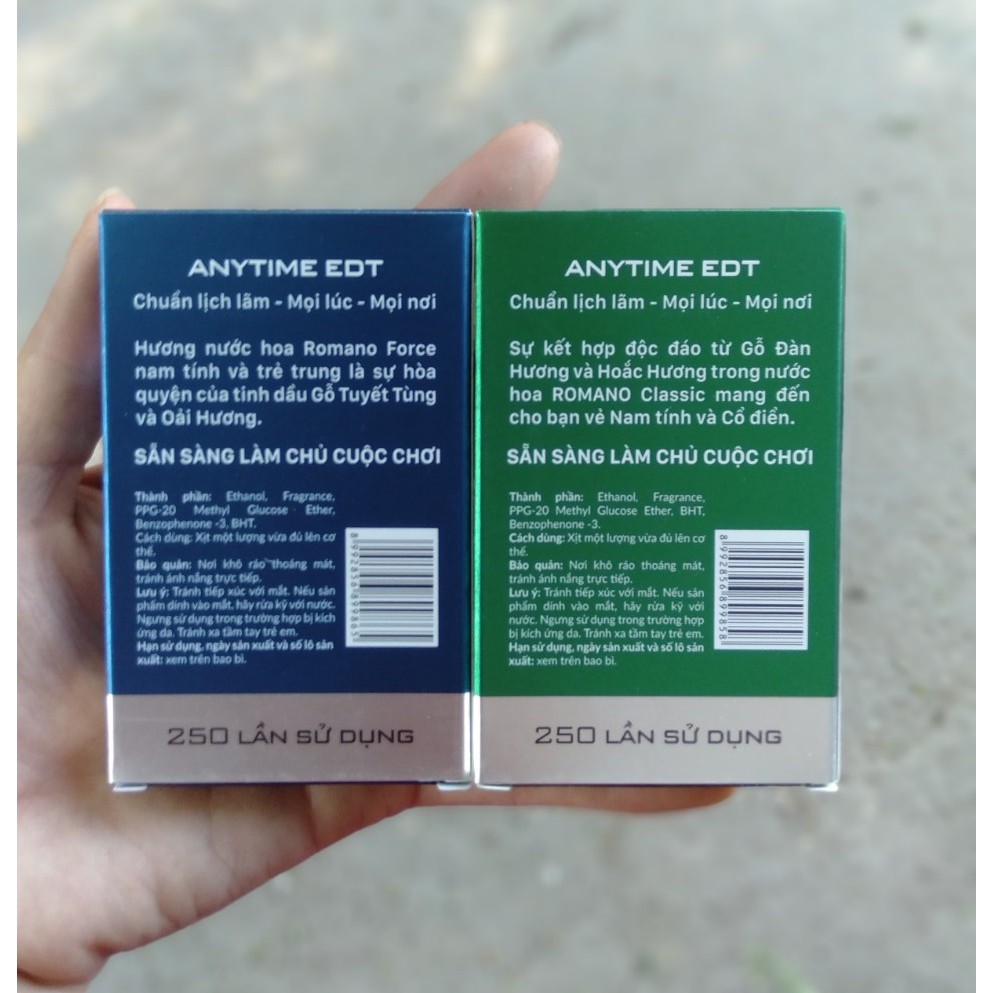 ANYTIME EDT
Chuẩn lịch lãm - Mọi lúc - Mọi nơi
Hương nước hoa Romano Force
nam tính và trẻ trung là sự hòa
quyện của tinh dầu Gỗ Tuyết Tùng
và Oải Hương.
SẴN SÀNG LÀM CHỦ CUỘC CHƠI
Thành phần: Ethanol, Fragrance,
PPG-20 Methyl Glucose Ether,
Benzophenone -3, BHT.
Cách dùng: Xịt một lượng vừa đủ lên cơ
thể.
Bảo quản: Nơi khô ráo thoáng mát,
tránh ánh nắng trực tiếp.
Lưu ý: Tránh tiếp xúc với mắt. Nếu sản
phẩm dính vào mắt, hãy rửa kỹ với nước.
Ngưng sử dụng trong trường hợp bị kích
ứng da. Tránh xa tầm tay trẻ em.
Hạn sử dụng, ngày sản xuất và số lô sản
xuất: xem trên bao bì.
8992856899865
250 LẦN SỬ DỤNG
ANYTIME EDT
Chuẩn lịch lãm - Mọi lúc - Mọi nơi
Sự kết hợp độc đáo từ Gỗ Đàn
Hương và Hoắc Hương trong nước
hoa ROMANO Classic mang đến
cho bạn vẻ Nam tính và Cổ điển.
SẴN SÀNG LÀM CHỦ CUỘC CHƠI
Thành phần: Ethanol, Fragrance,
PPG-20 Methyl Glucose Ether, BHT,
Benzophenone -3.
Cách dùng: Xịt một lượng vừa đủ lên cơ
thể.
Bảo quản: Nơi khô ráo thoáng mát,
tránh ánh nắng trực tiếp.
Lưu ý: Tránh tiếp xúc với mắt. Nếu sản
phẩm dính vào mắt, hãy rửa kỹ với
nước. Ngưng sử dụng trong trường hợp
bị kích ứng da. Tránh xa tầm tay trẻ em.
Hạn sử dụng, ngày sản xuất và số lô sản
xuất: xem trên bao bì.
8992856899858
250 LẦN SỬ DỤNG